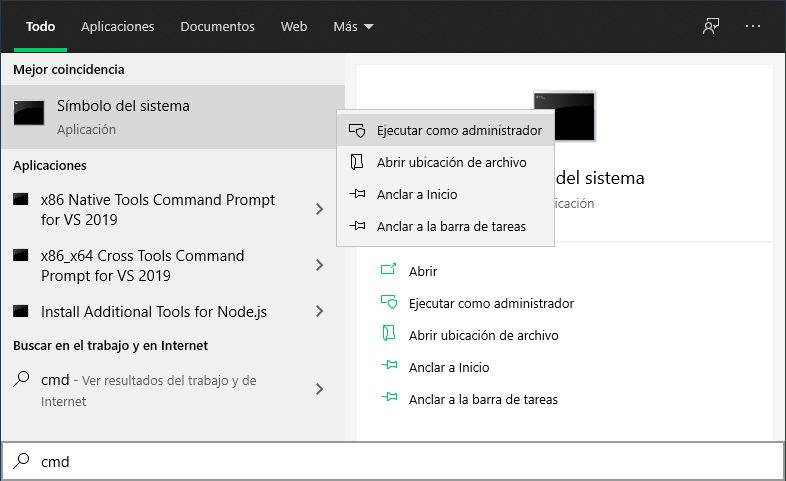 Todo Aplicaciones Documentos Web Más
Mejor coincidencia
Símbolo del sistema
Aplicación
Aplicaciones
x86 Native Tools Command Prompt
for VS 2019
x86_x64 Cross Tools Command
Prompt for VS 2019
Install Additional Tools for Node.js
Buscar en el trabajo y en Internet
cmd - Ver resultados del trabajo y de
Internet
Ejecutar como administrador
Abrir ubicación de archivo
Anclar a Inicio
Anclar a la barra de tareas
del sistema
icación
Abrir
Ejecutar como administrador
Abrir ubicación de archivo
Anclar a Inicio
Anclar a la barra de tareas
cmd